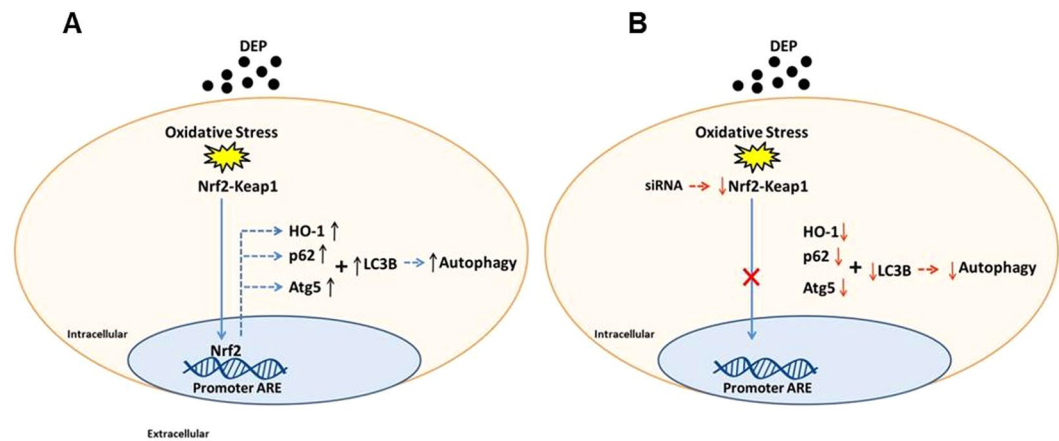 A
DEP
Oxidative Stress
Nrf2-Keap1
HO-1 ↑
p62 ↑
+ ↑ LC3B → ↑ Autophagy
Atg5 ↑
Intracellular
Nrf2
Promoter ARE
Extracellular
B
DEP
Oxidative Stress
siRNA → ↓ Nrf2-Keap1
HO-1 ↓
p62 ↓
+ ↓ LC3B → ↓ Autophagy
Atg5 ↓
Intracellular
Promoter ARE